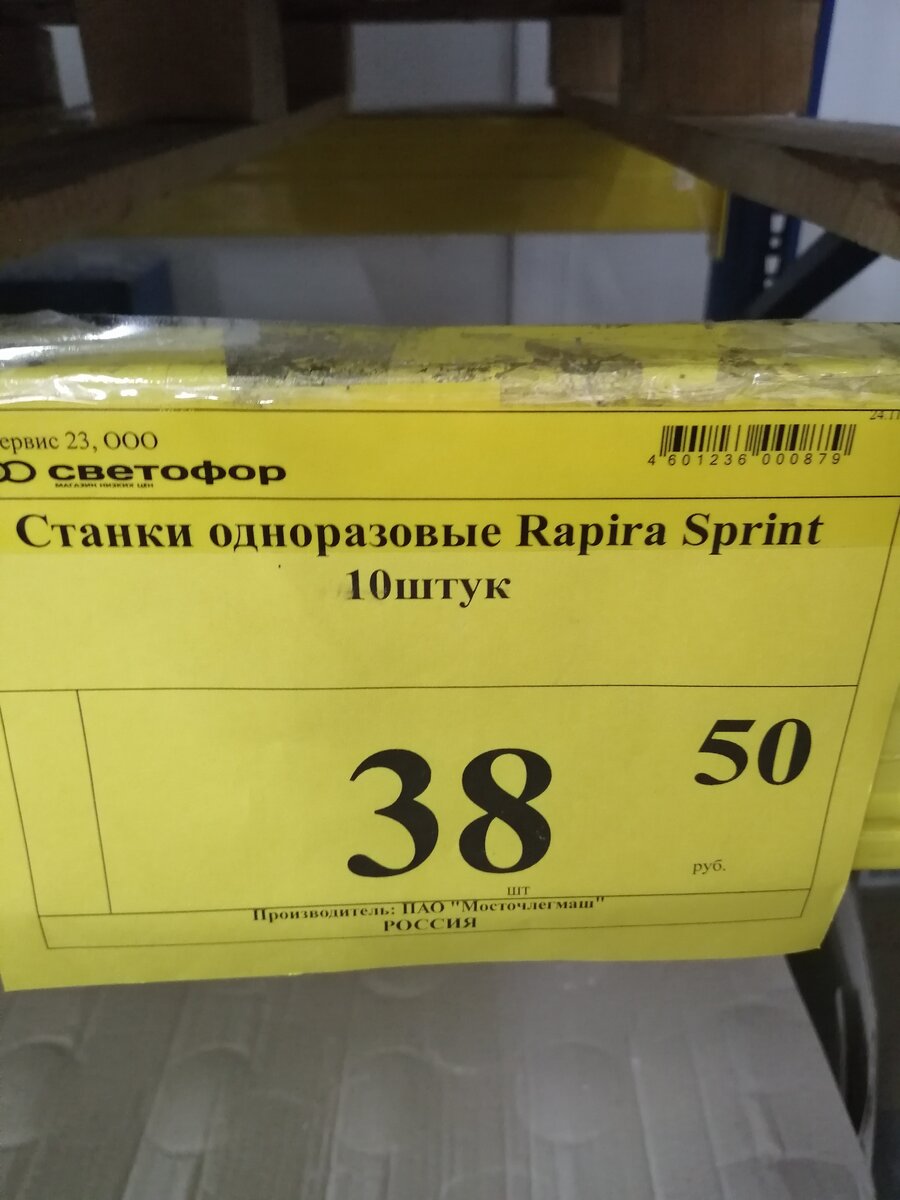 23, ООО
светофор
МАГАЗИН НИЗКИХ ЦЕН
4 601236 000879
Станки одноразовые Rapira Sprint
10штук
38 50
руб.
шт
Производитель: ПАО "Мосточлегмаш"
РОССИЯ